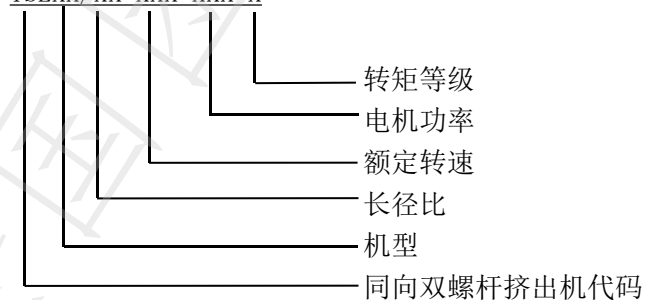 转矩等级
电机功率
额定转速
长径比
机型
同向双螺杆挤出机代码